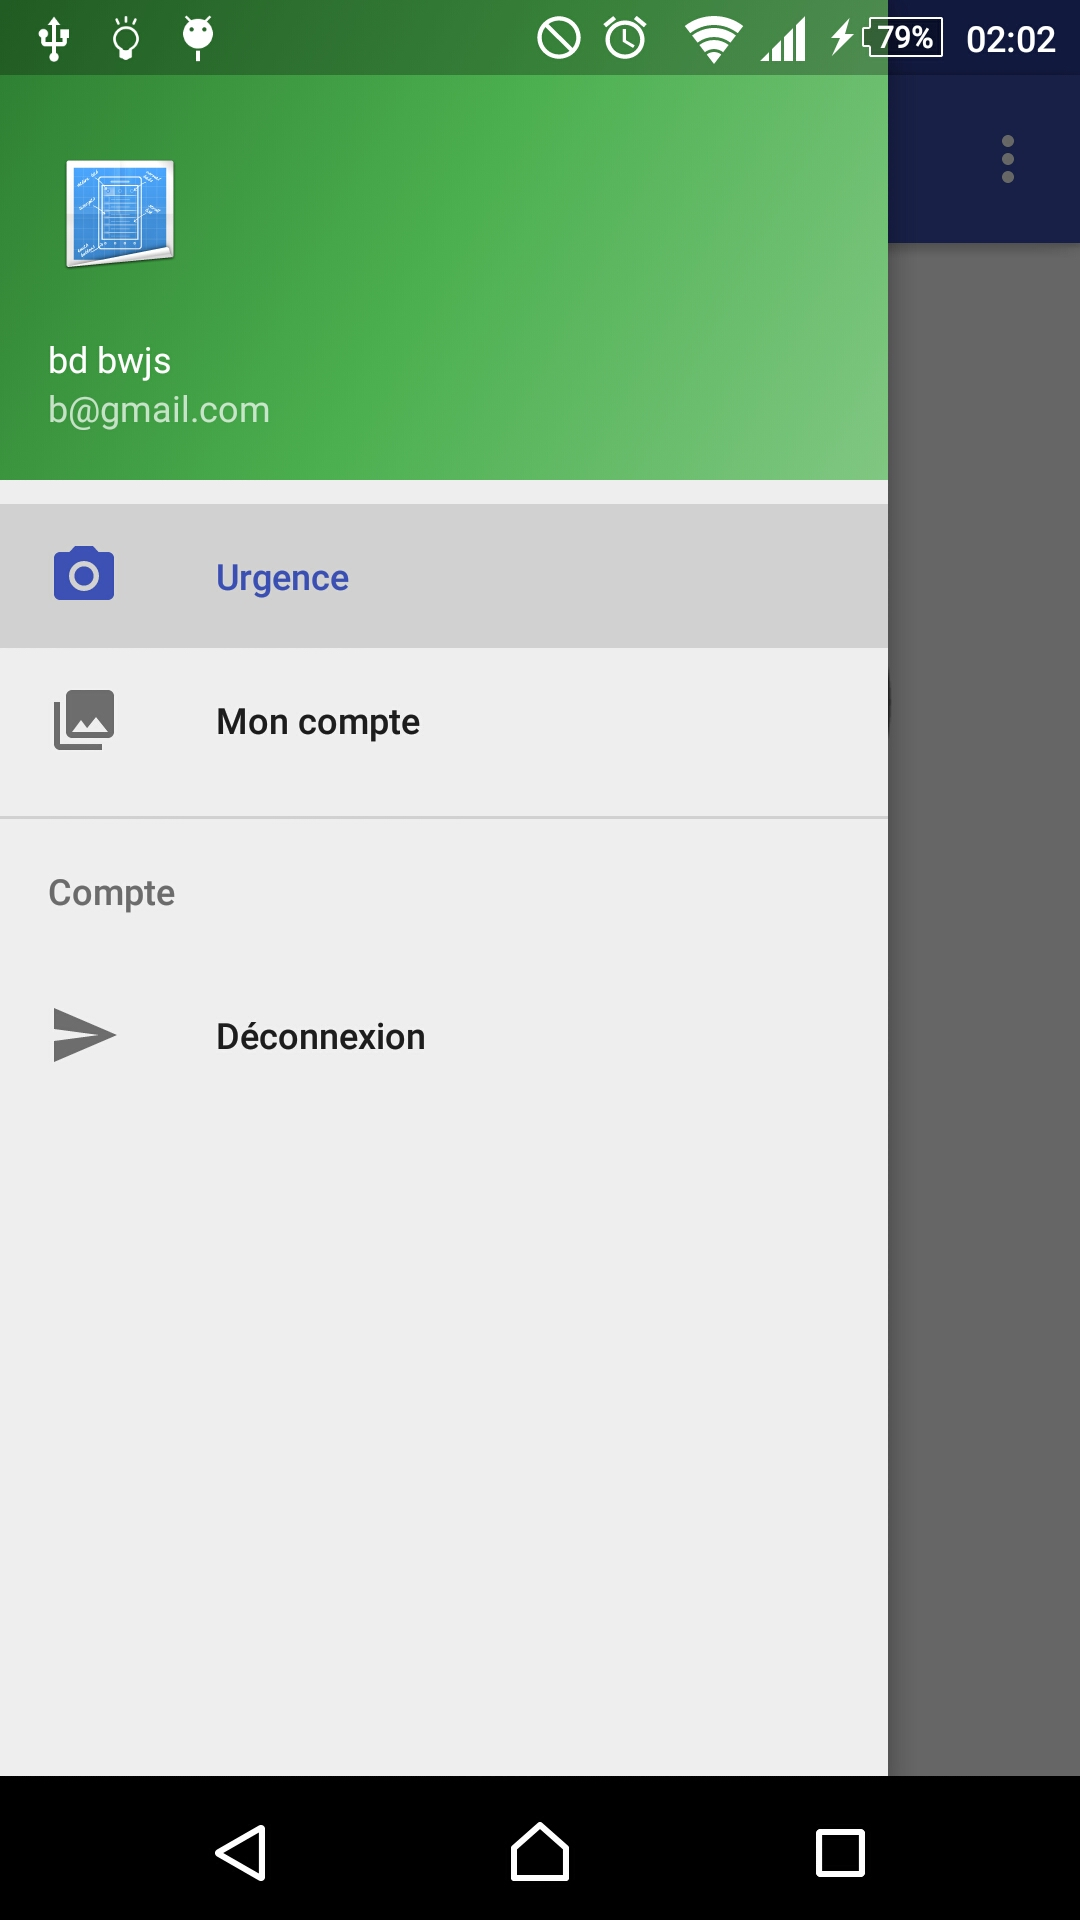 79% 02:02
bd bwjs
b@gmail.com
Urgence
Mon compte
Compte
Déconnexion